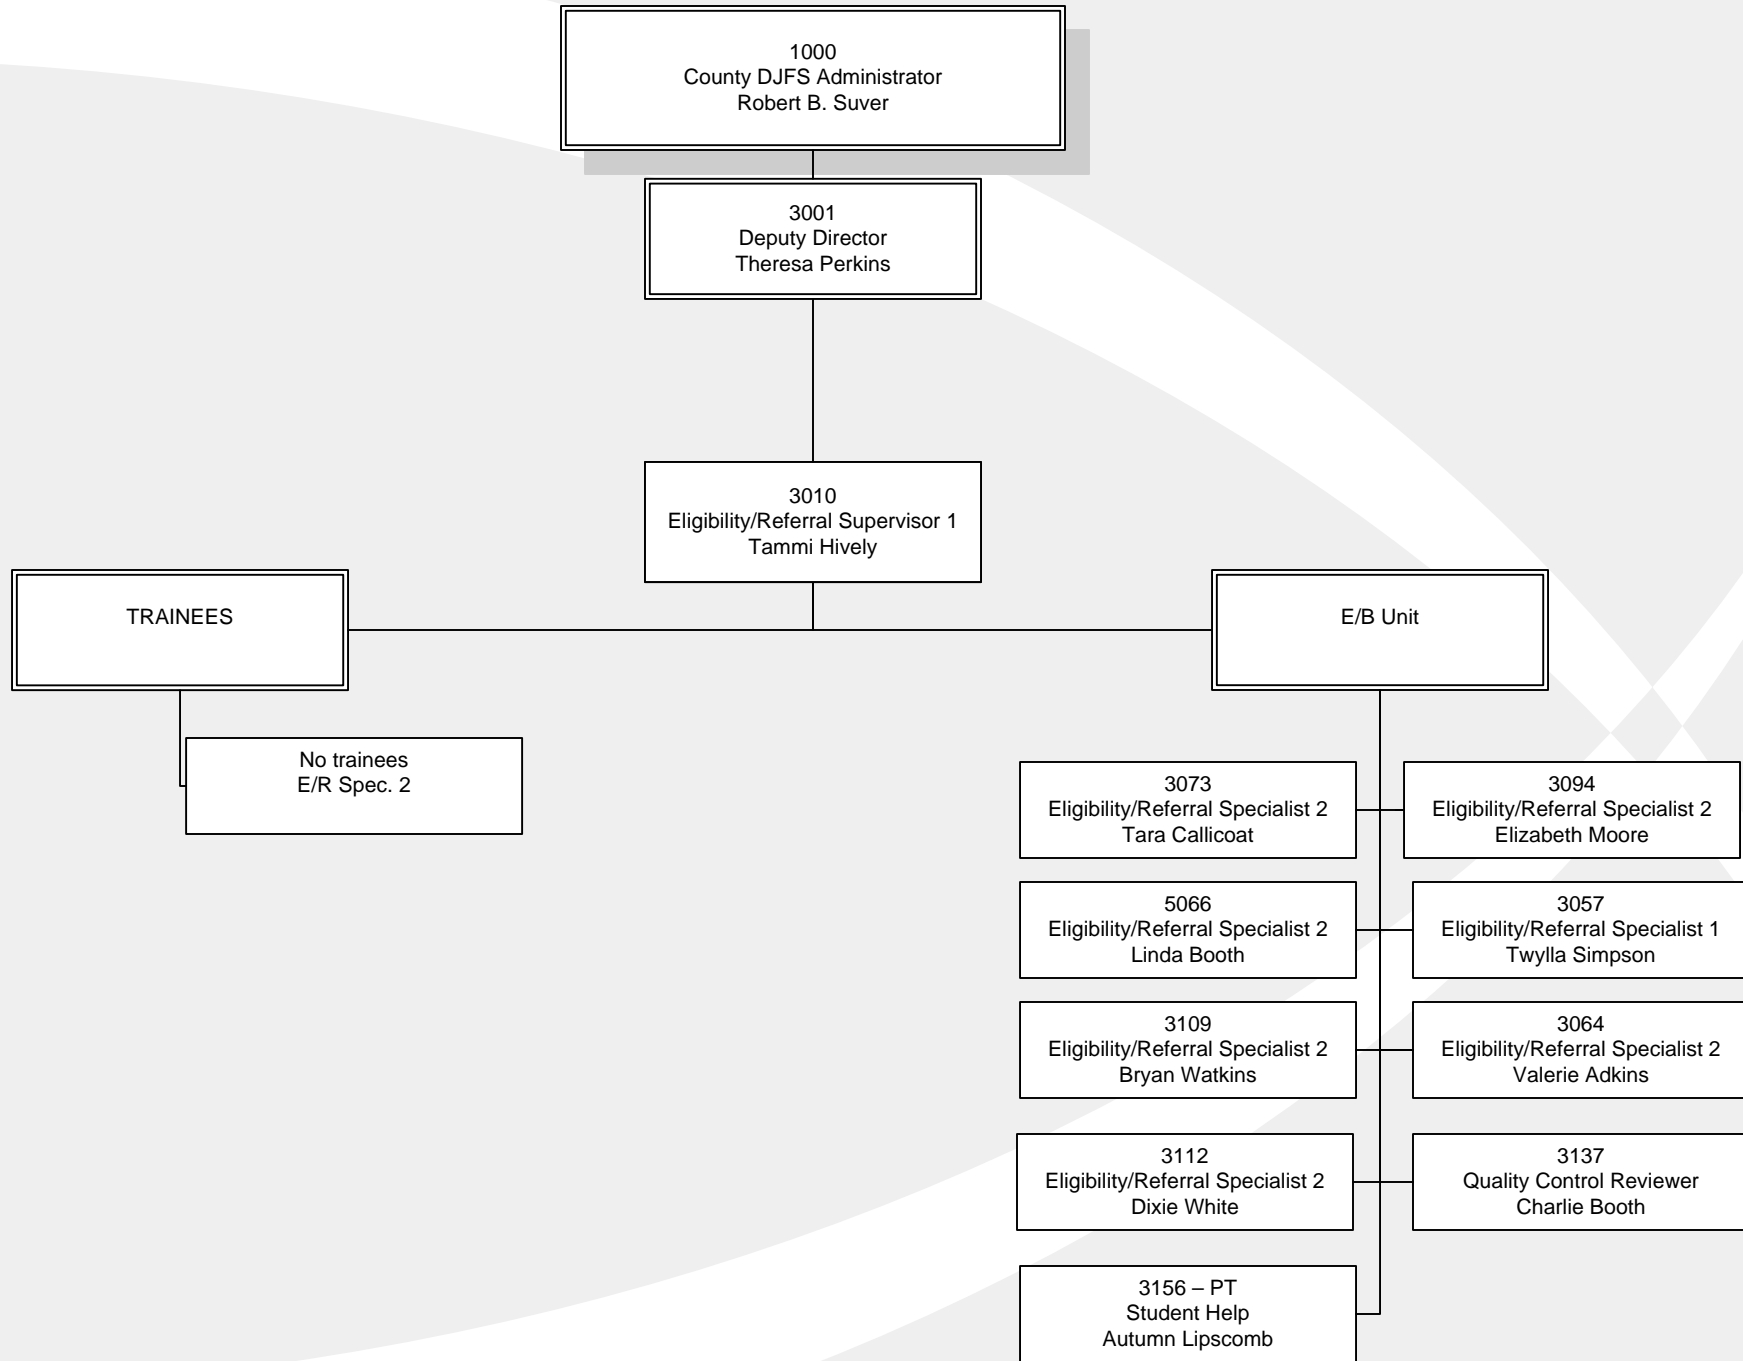 1000
County DJFS Administrator
Robert B. Suver
3001
Deputy Director
Theresa Perkins
3010
Eligibility/Referral Supervisor 1
Tammi Hively
TRAINEES
E/B Unit
No trainees
E/R Spec. 2
3073
Eligibility/Referral Specialist 2
Tara Callicoat
3094
Eligibility/Referral Specialist 2
Elizabeth Moore
5066
Eligibility/Referral Specialist 2
Linda Booth
3057
Eligibility/Referral Specialist 1
Twylla Simpson
3109
Eligibility/Referral Specialist 2
Bryan Watkins
3064
Eligibility/Referral Specialist 2
Valerie Adkins
3112
Eligibility/Referral Specialist 2
Dixie White
3137
Quality Control Reviewer
Charlie Booth
3156 – PT
Student Help
Autumn Lipscomb